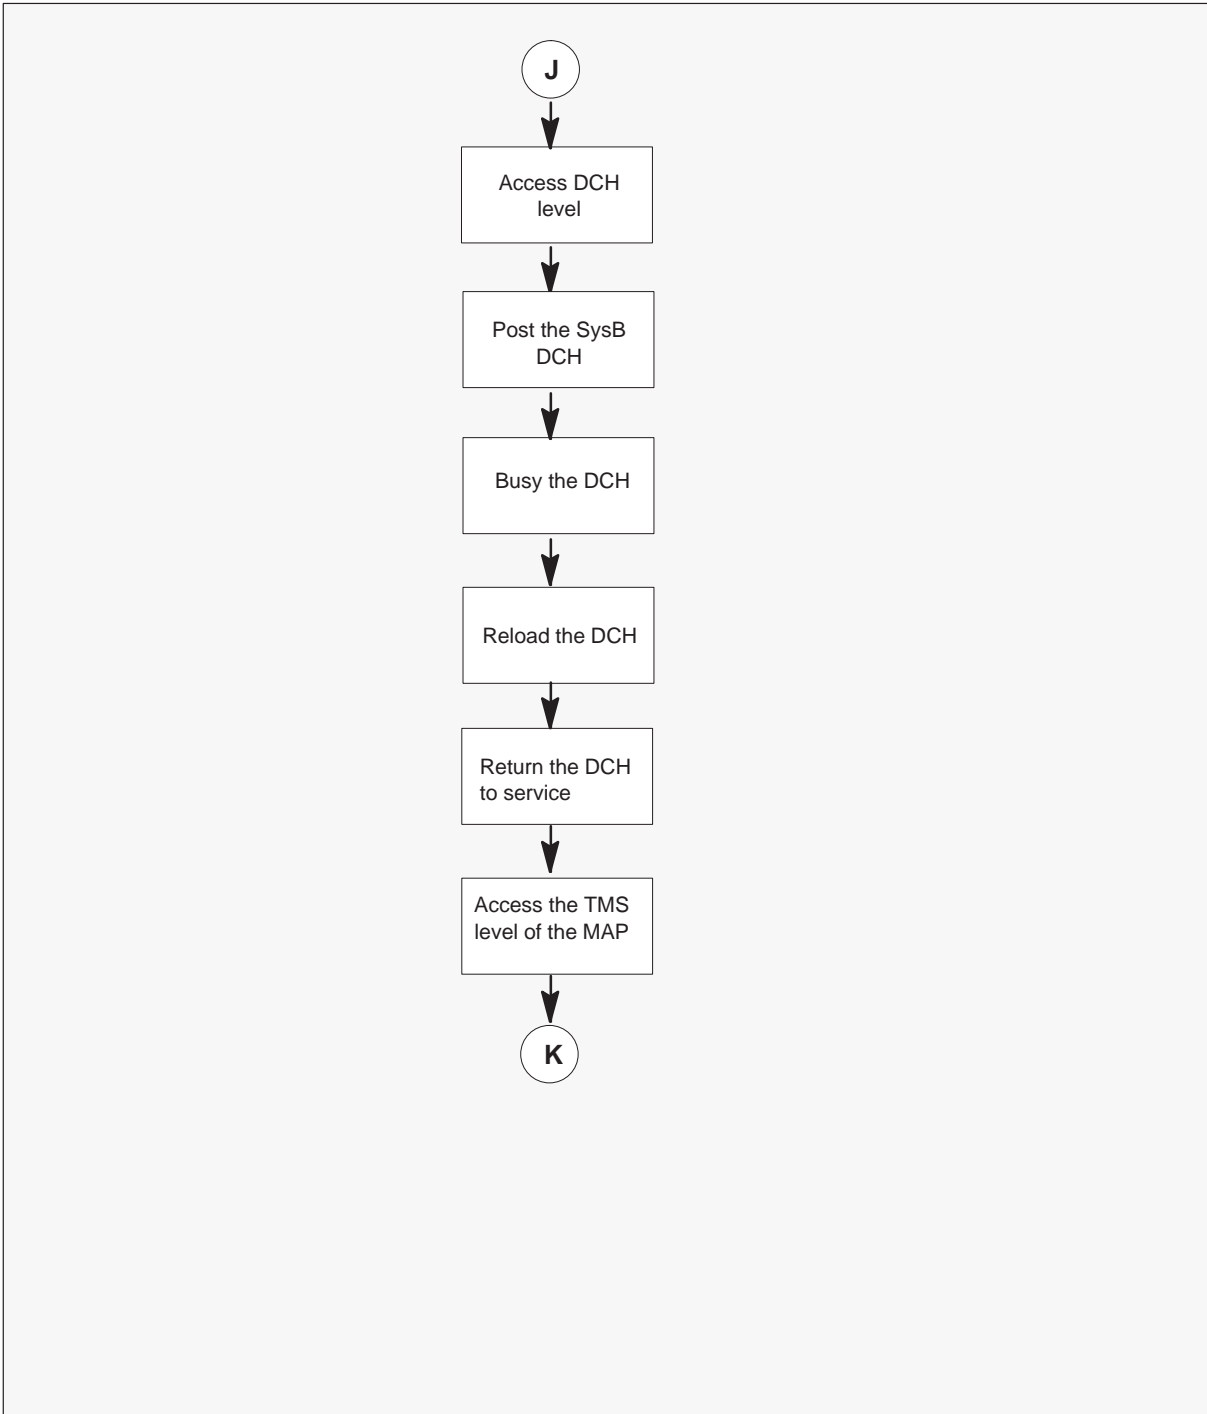 J
Access DCH
level
Post the SysB
DCH
Busy the DCH
Reload the DCH
Return the DCH
to service
Access the TMS
level of the MAP
K